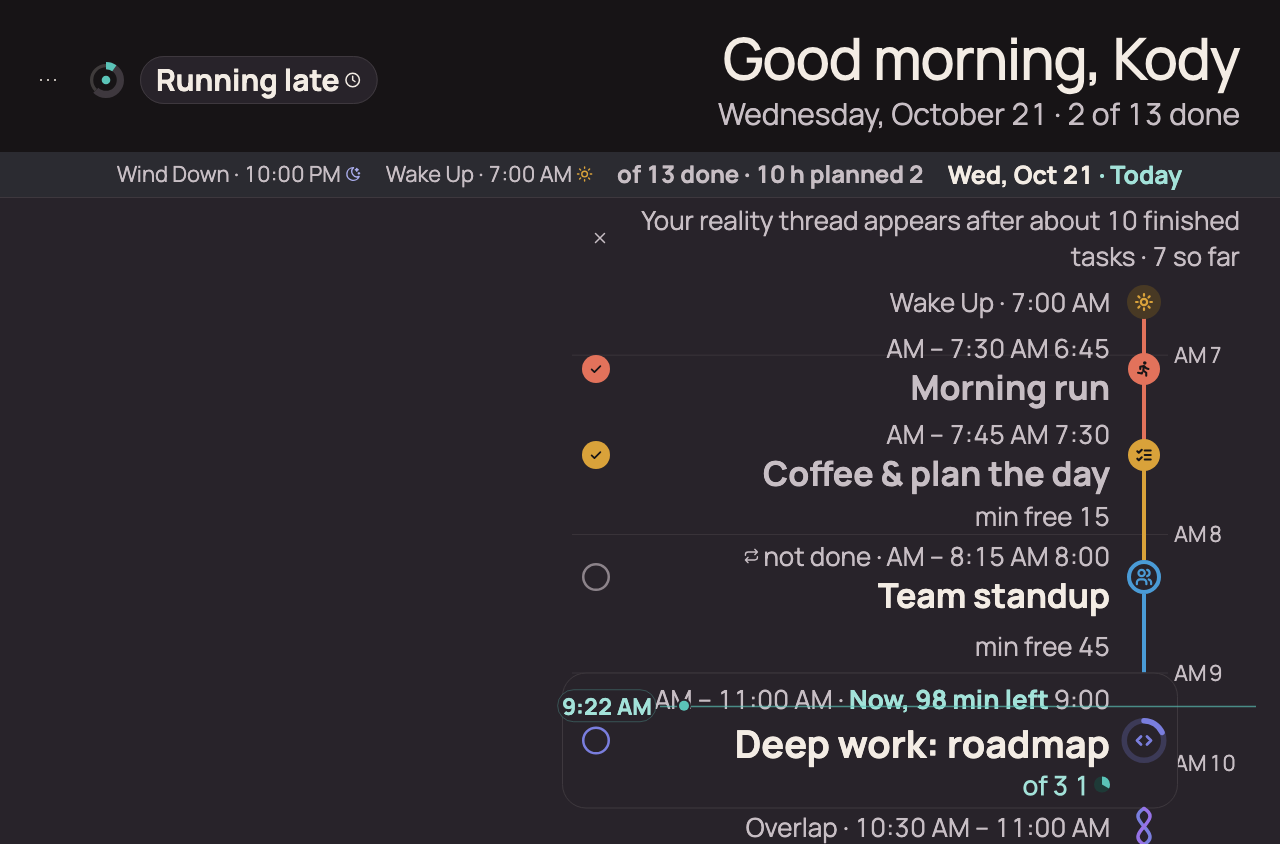 Good morning, Kody
Wednesday, October 21 · 2 of 13 done
Running late
...
Wed, Oct 21 · Today
of 13 done · 10 h planned 2
Wake Up · 7:00 AM
Wind Down · 10:00 PM
Your reality thread appears after about 10 finished
tasks · 7 so far
Wake Up · 7:00 AM
AM 7
AM – 7:30 AM 6:45
Morning run
AM – 7:45 AM 7:30
Coffee & plan the day
min free 15
AM 8
not done · AM – 8:15 AM 8:00
Team standup
min free 45
AM 9
AM – 11:00 AM · Now, 98 min left 9:00
9:22 AM
Deep work: roadmap
AM 10
of 3 1
Overlap · 10:30 AM – 11:00 AM